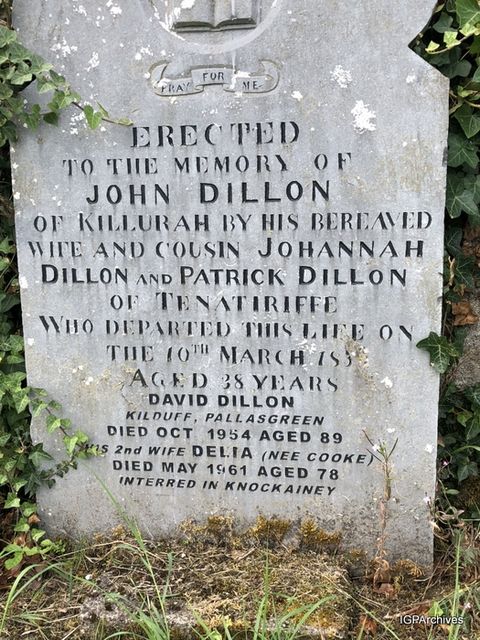 PRAY FOR ME
ERECTED
TO THE MEMORY OF
JOHN DILLON
OF KILLURAH BY HIS BEREAVED
WIFE AND COUSIN JOHANNAH
DILLON AND PATRICK DILLON
OF TENATIRIFFE
WHO DEPARTED THIS LIFE ON
THE 10TH MARCH
AGED 38 YEARS
DAVID DILLON
KILDUFF, PALLASGREEN
DIED OCT 1954 AGED 89
HIS 2nd WIFE DELIA (NEE COOKE)
DIED MAY 1961 AGED 78
INTERRED IN KNOCKAINEY
IGPArchives